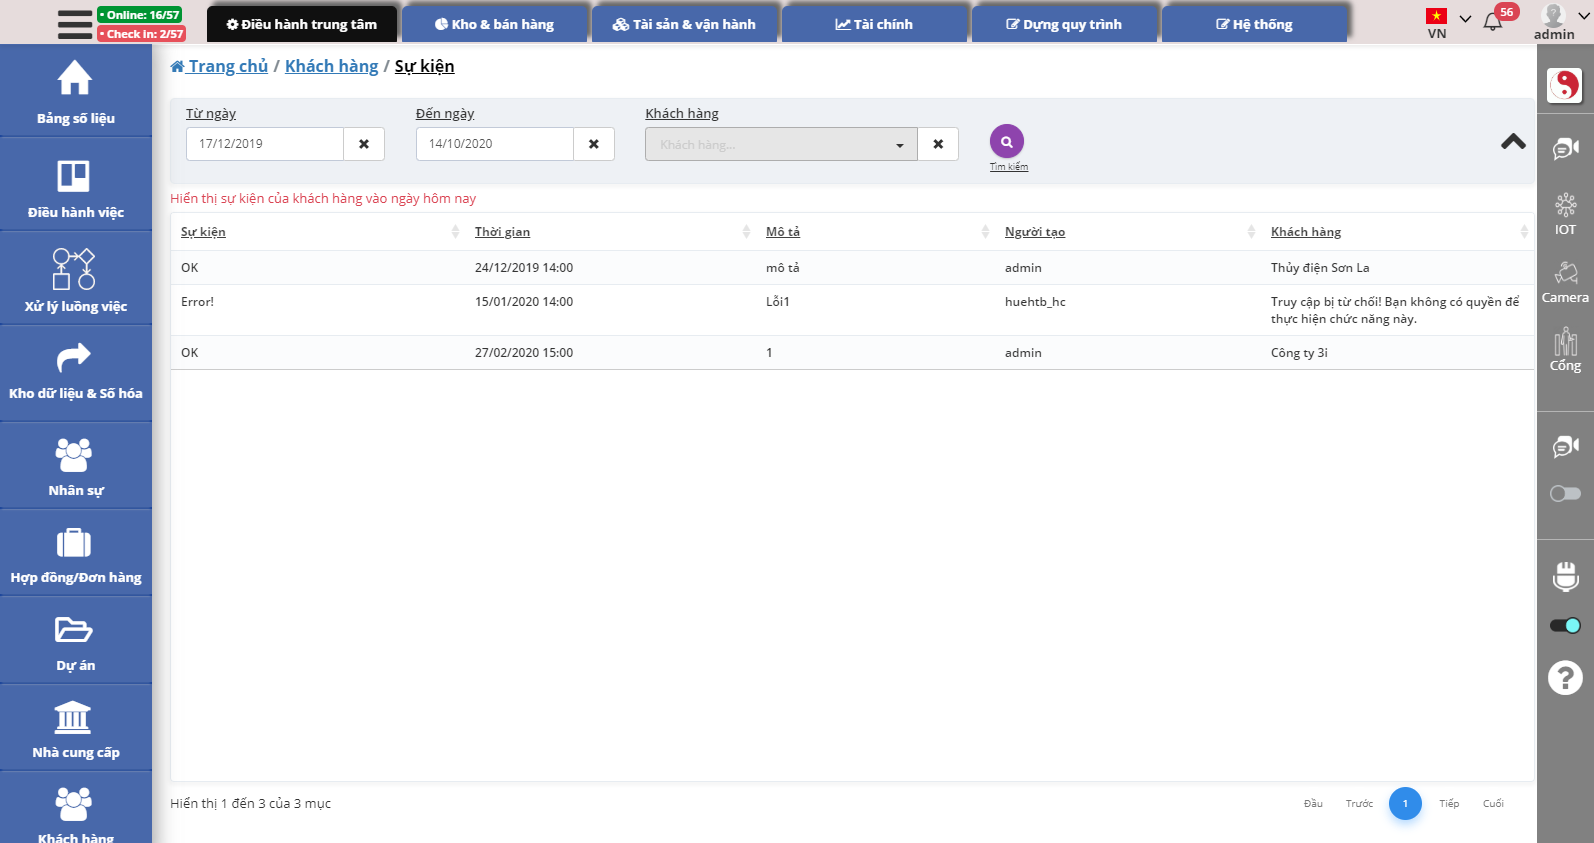 • Online: 16/57
• Check in: 2/57
Điều hành trung tâm
Kho & bán hàng
Tài sản & vận hành
Tài chính
Dựng quy trình
Hệ thống
VN
56
admin
Bảng số liệu
Điều hành việc
Xử lý luồng việc
Kho dữ liệu & Số hóa
Nhân sự
Hợp đồng/Đơn hàng
Dự án
Nhà cung cấp
Khách hàng
Trang chủ / Khách hàng / Sự kiện
Từ ngày
Đến ngày
Khách hàng
17/12/2019
14/10/2020
Khách hàng...
Tìm kiếm
Hiển thị sự kiện của khách hàng vào ngày hôm nay
Sự kiện Thời gian Mô tả Người tạo Khách hàng
OK 24/12/2019 14:00 mô tả admin Thủy điện Sơn La
Error! 15/01/2020 14:00 Lỗi1 huehtb_hc Truy cập bị từ chối! Bạn không có quyền để
thực hiện chức năng này.
OK 27/02/2020 15:00 1 admin Công ty 3i
Hiển thị 1 đến 3 của 3 mục
Đầu Trước 1 Tiếp Cuối
IOT
Camera
Cổng